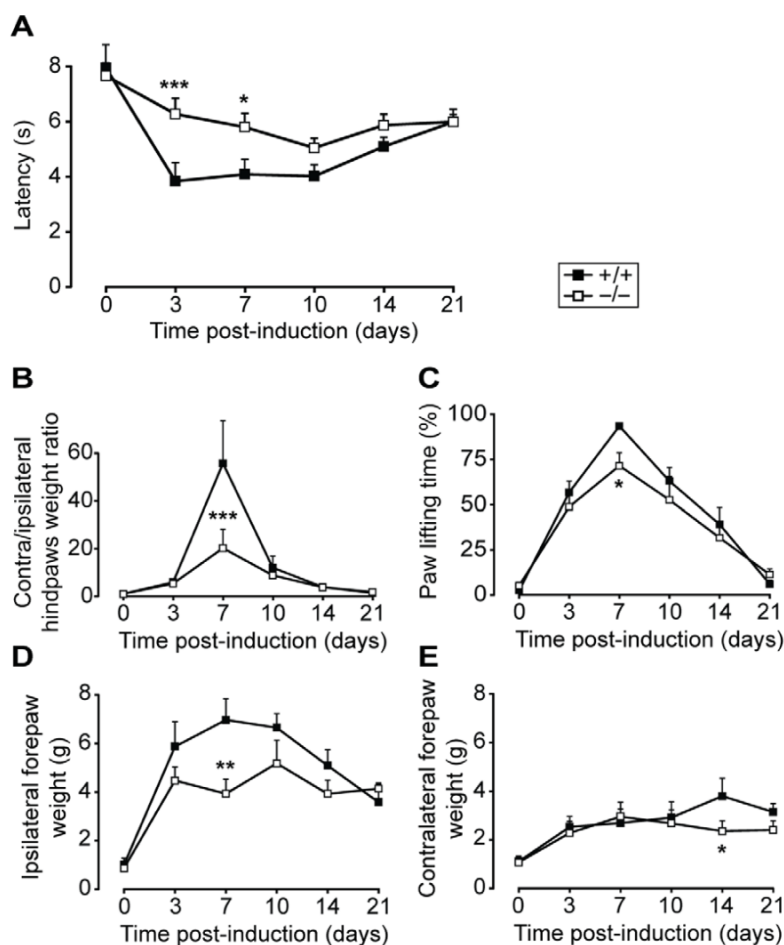 A
Latency (s)
8
6
4
2
0
***
*
0 3 7 10 14 21
Time post-induction (days)
+/+
−/−
B
Contra/ipsilateral
hindpaws weight ratio
60
40
20
0
***
0 3 7 10 14 21
Time post-induction (days)
C
Paw lifting time (%)
100
75
50
25
0
*
0 3 7 10 14 21
Time post-induction (days)
D
Ipsilateral forepaw
weight (g)
8
6
4
2
0
**
0 3 7 10 14 21
Time post-induction (days)
E
Contralateral forepaw
weight (g)
8
6
4
2
0
*
0 3 7 10 14 21
Time post-induction (days)